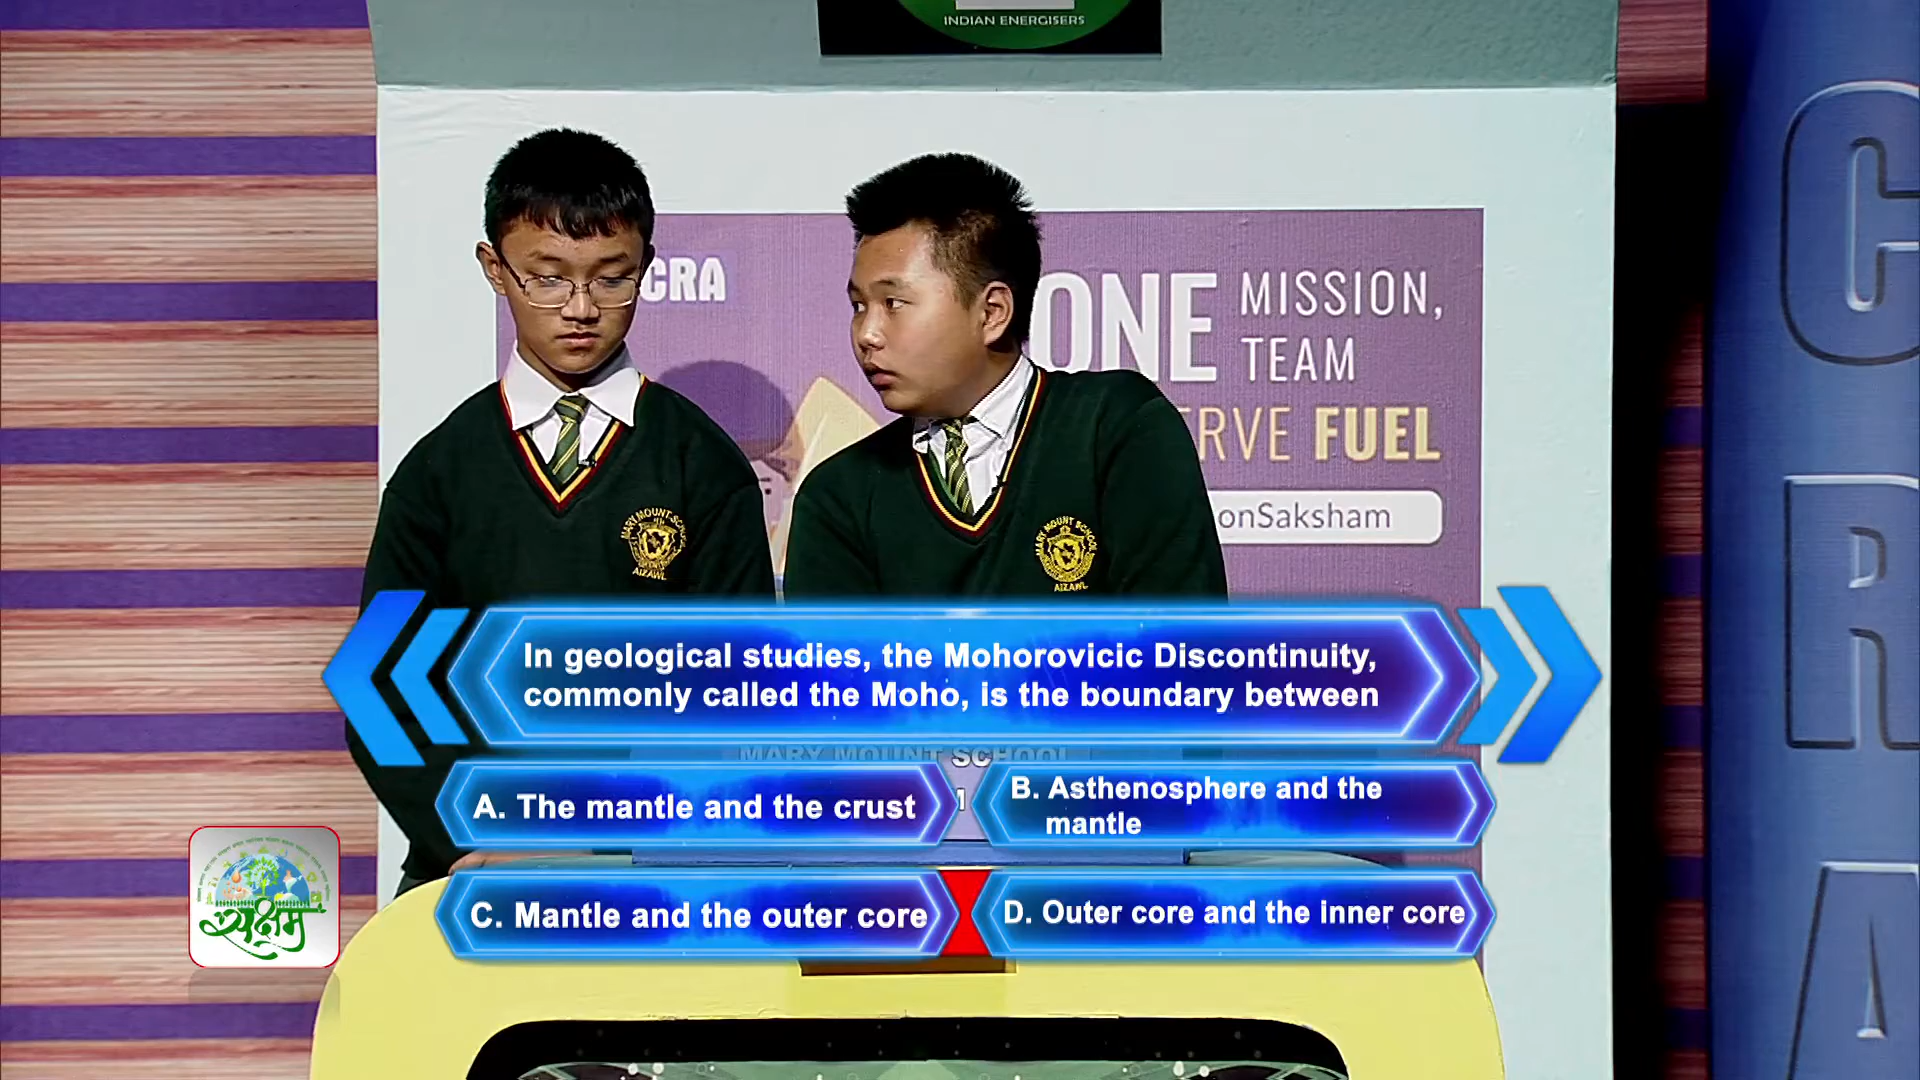 INDIAN ENERGISERS
CRA
ONE MISSION,
TEAM
RVE FUEL
onSaksham
MARY MOUNT SCHOOL
AIZAWL
MARY MOUNT SCHOOL
AIZAWL
In geological studies, the Mohorovicic Discontinuity,
commonly called the Moho, is the boundary between
MARY MOUNT SCHOOL
A. The mantle and the crust
B. Asthenosphere and the
mantle
C. Mantle and the outer core
D. Outer core and the inner core
सक्षम
CRA